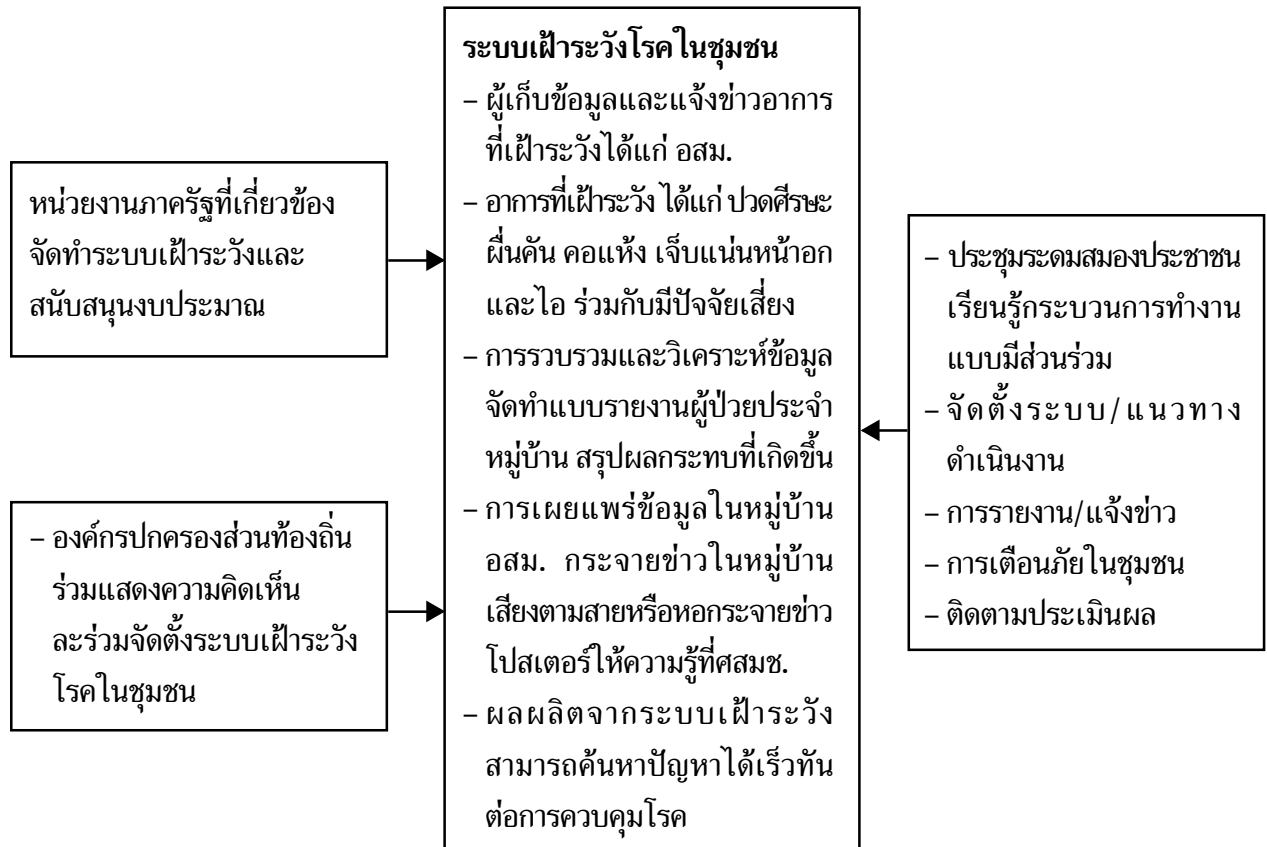 หน่วยงานภาครัฐที่เกี่ยวข้อง
จัดทำระบบเฝ้าระวังและ
สนับสนุนงบประมาณ
– องค์กรปกครองส่วนท้องถิ่น
ร่วมแสดงความคิดเห็น
ละร่วมจัดตั้งระบบเฝ้าระวัง
โรคในชุมชน
ระบบเฝ้าระวังโรคในชุมชน
– ผู้เก็บข้อมูลและแจ้งข่าวอาการ
ที่เฝ้าระวังได้แก่ อสม.
– อาการที่เฝ้าระวัง ได้แก่ ปวดศีรษะ
ผื่นคัน คอแห้ง เจ็บแน่นหน้าอก
และไอ ร่วมกับมีปัจจัยเสี่ยง
– การรวบรวมและวิเคราะห์ข้อมูล
จัดทำแบบรายงานผู้ป่วยประจำ
หมู่บ้าน สรุปผลกระทบที่เกิดขึ้น
– การเผยแพร่ข้อมูลในหมู่บ้าน
อสม. กระจายข่าวในหมู่บ้าน
เสียงตามสายหรือหอกระจายข่าว
โปสเตอร์ให้ความรู้ที่ศสมช.
– ผลผลิตจากระบบเฝ้าระวัง
สามารถค้นหาปัญหาได้เร็วทัน
ต่อการควบคุมโรค
– ประชุมระดมสมองประชาชน
เรียนรู้กระบวนการทำงาน
แบบมีส่วนร่วม
– จัดตั้งระบบ/แนวทาง
ดำเนินงาน
– การรายงาน/แจ้งข่าว
– การเตือนภัยในชุมชน
– ติดตามประเมินผล